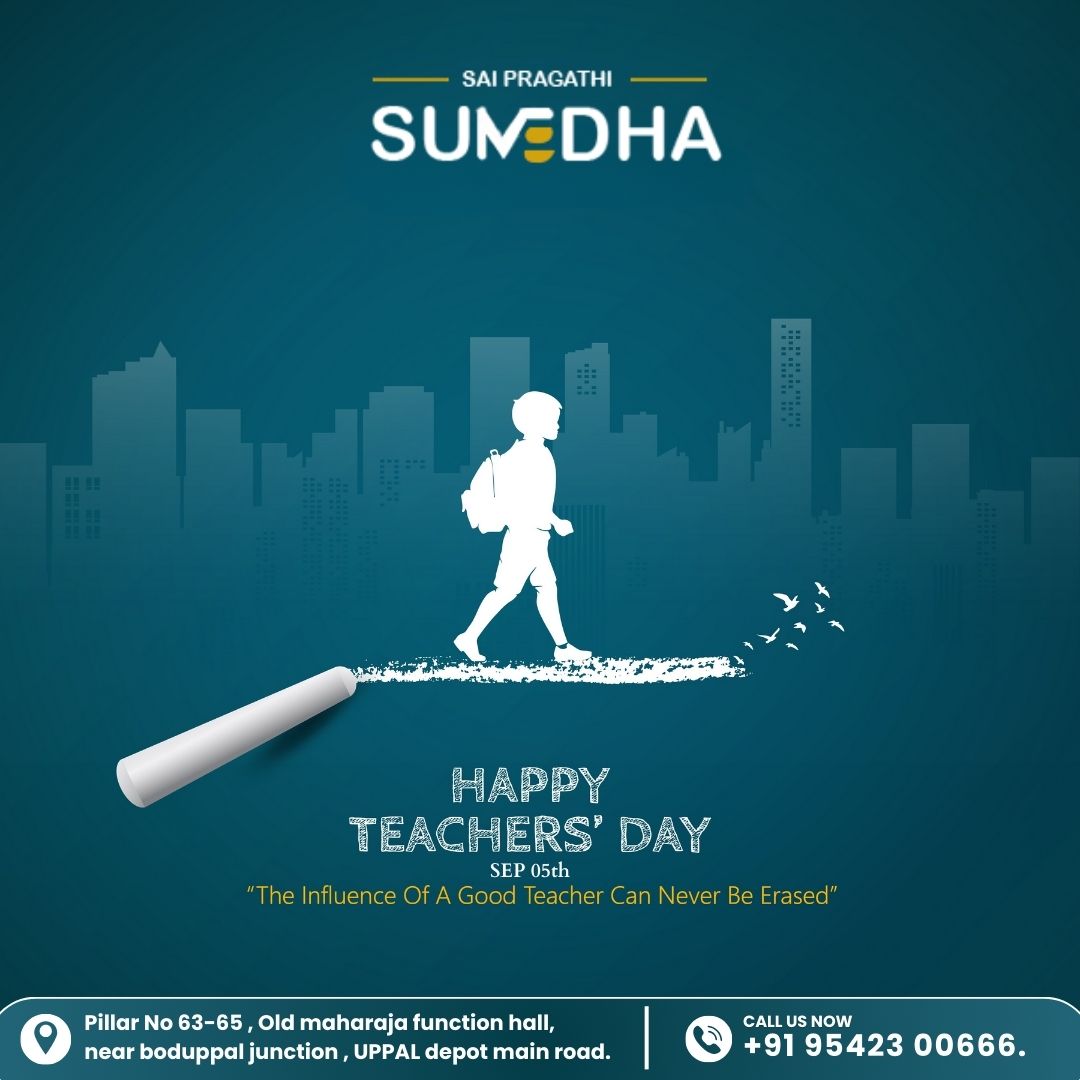 SAI PRAGATHI
SUMEDHA
HAPPY
TEACHERS’ DAY
SEP 05th
“The Influence Of A Good Teacher Can Never Be Erased”
Pillar No 63-65 , Old maharaja function hall,
near boduppal junction , UPPAL depot main road.
CALL US NOW
+91 95423 00666.